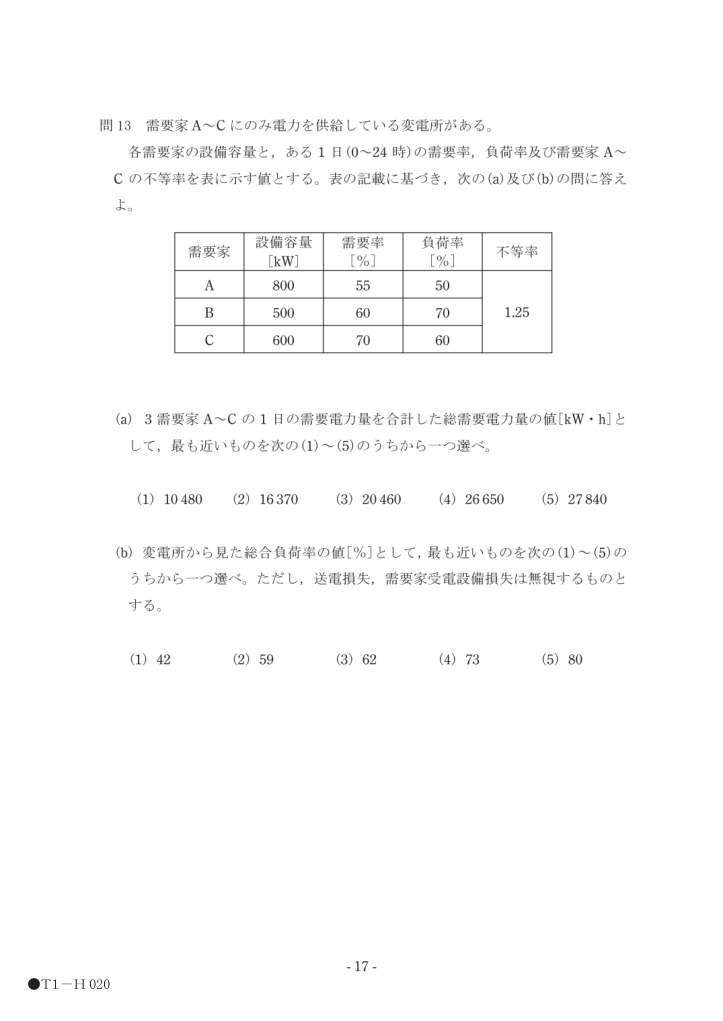 問 13　需要家 A～C にのみ電力を供給している変電所がある。
各需要家の設備容量と，ある 1 日(0～24 時)の需要率，負荷率及び需要家 A～
C の不等率を表に示す値とする。表の記載に基づき，次の(a)及び(b)の問に答え
よ。
需要家 設備容量[kW] 需要率[%] 負荷率[%] 不等率
A 800 55 50
B 500 60 70 1.25
C 600 70 60
(a) 3 需要家 A～C の 1 日の需要電力量を合計した総需要電力量の値[kW・h]と
して，最も近いものを次の(1)～(5)のうちから一つ選べ。
(1) 10 480 (2) 16 370 (3) 20 460 (4) 26 650 (5) 27 840
(b) 変電所から見た総合負荷率の値[%]として，最も近いものを次の(1)～(5)の
うちから一つ選べ。ただし，送電損失，需要家受電設備損失は無視するものと
する。
(1) 42 (2) 59 (3) 62 (4) 73 (5) 80
- 17 -
●T1－H 020